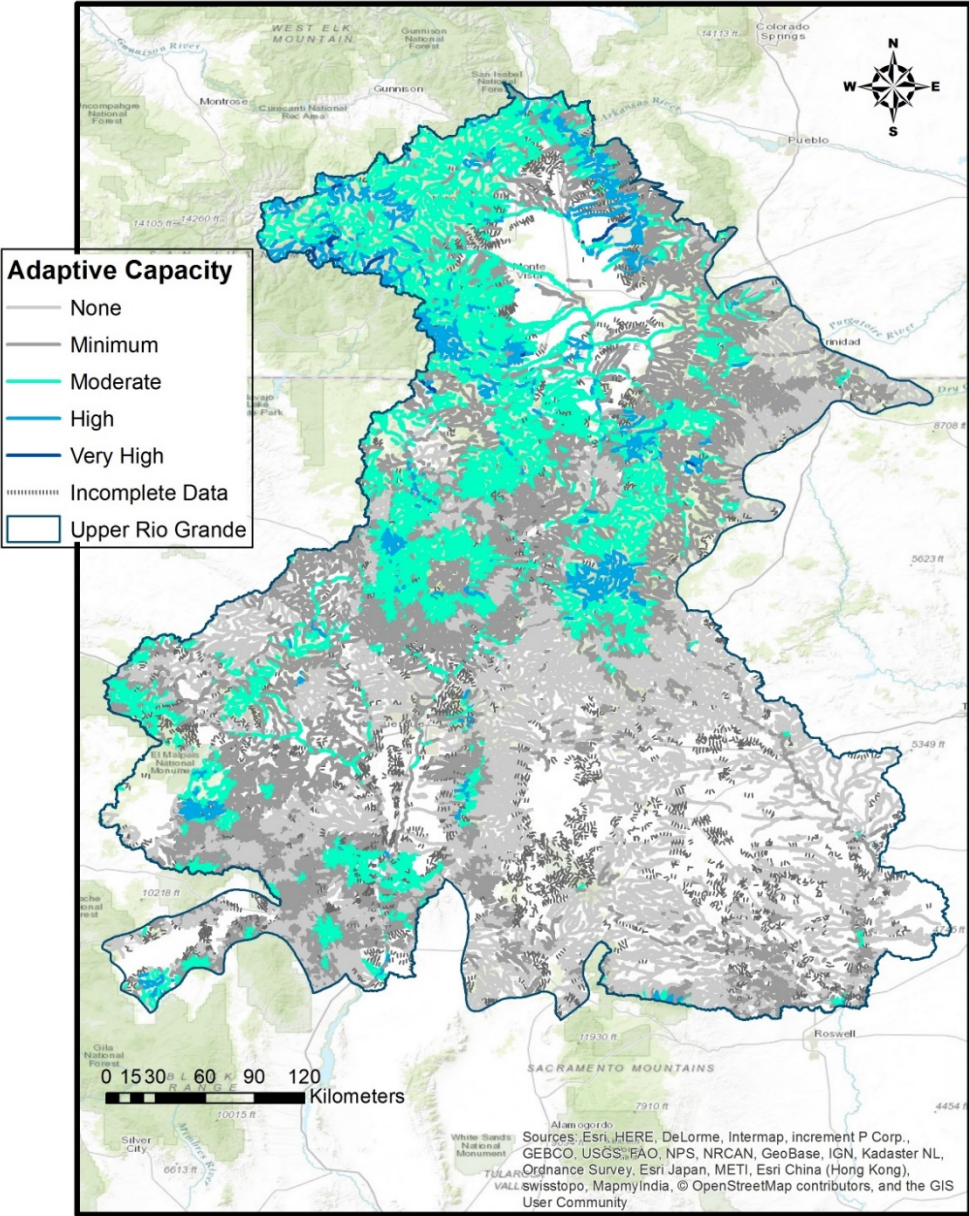 WEST ELK
MOUNTAIN
Gunnison
National
Forest
14113 ft
Colorado
Springs
Gunnison River
San Isabel
National
N
W
E
S
Montrose
Gunnison
Curecanti National
Rec Area
National
Forest
Arkansas River
Pueblo
14105 ft
14260 ft
Adaptive Capacity
None
Minimum
Moderate
High
Very High
Incomplete Data
Upper Rio Grande
Monte
Vista
Purgatoire
River
Trinidad
8708 ft
5623 ft
El Malpais
National
5349 ft
10218 ft
Roswell
11930 ft
SACRAMENTO MOUNTAINS
Gila
National
Forest
0 15 30 60 90 120
Kilometers
RANGE
10015 ft
7910 ft
4454 ft
Silver
City
Mimbres River
6613 ft
White Sands
National
Monument
Alamogordo
Sources: Esri, HERE, DeLorme, Intermap, increment P Corp.,
GEBCO, USGS, FAO, NPS, NRCAN, GeoBase, IGN, Kadaster NL,
Ordnance Survey, Esri Japan, METI, Esri China (Hong Kong),
swisstopo, MapmyIndia, © OpenStreetMap contributors, and the GIS
User Community